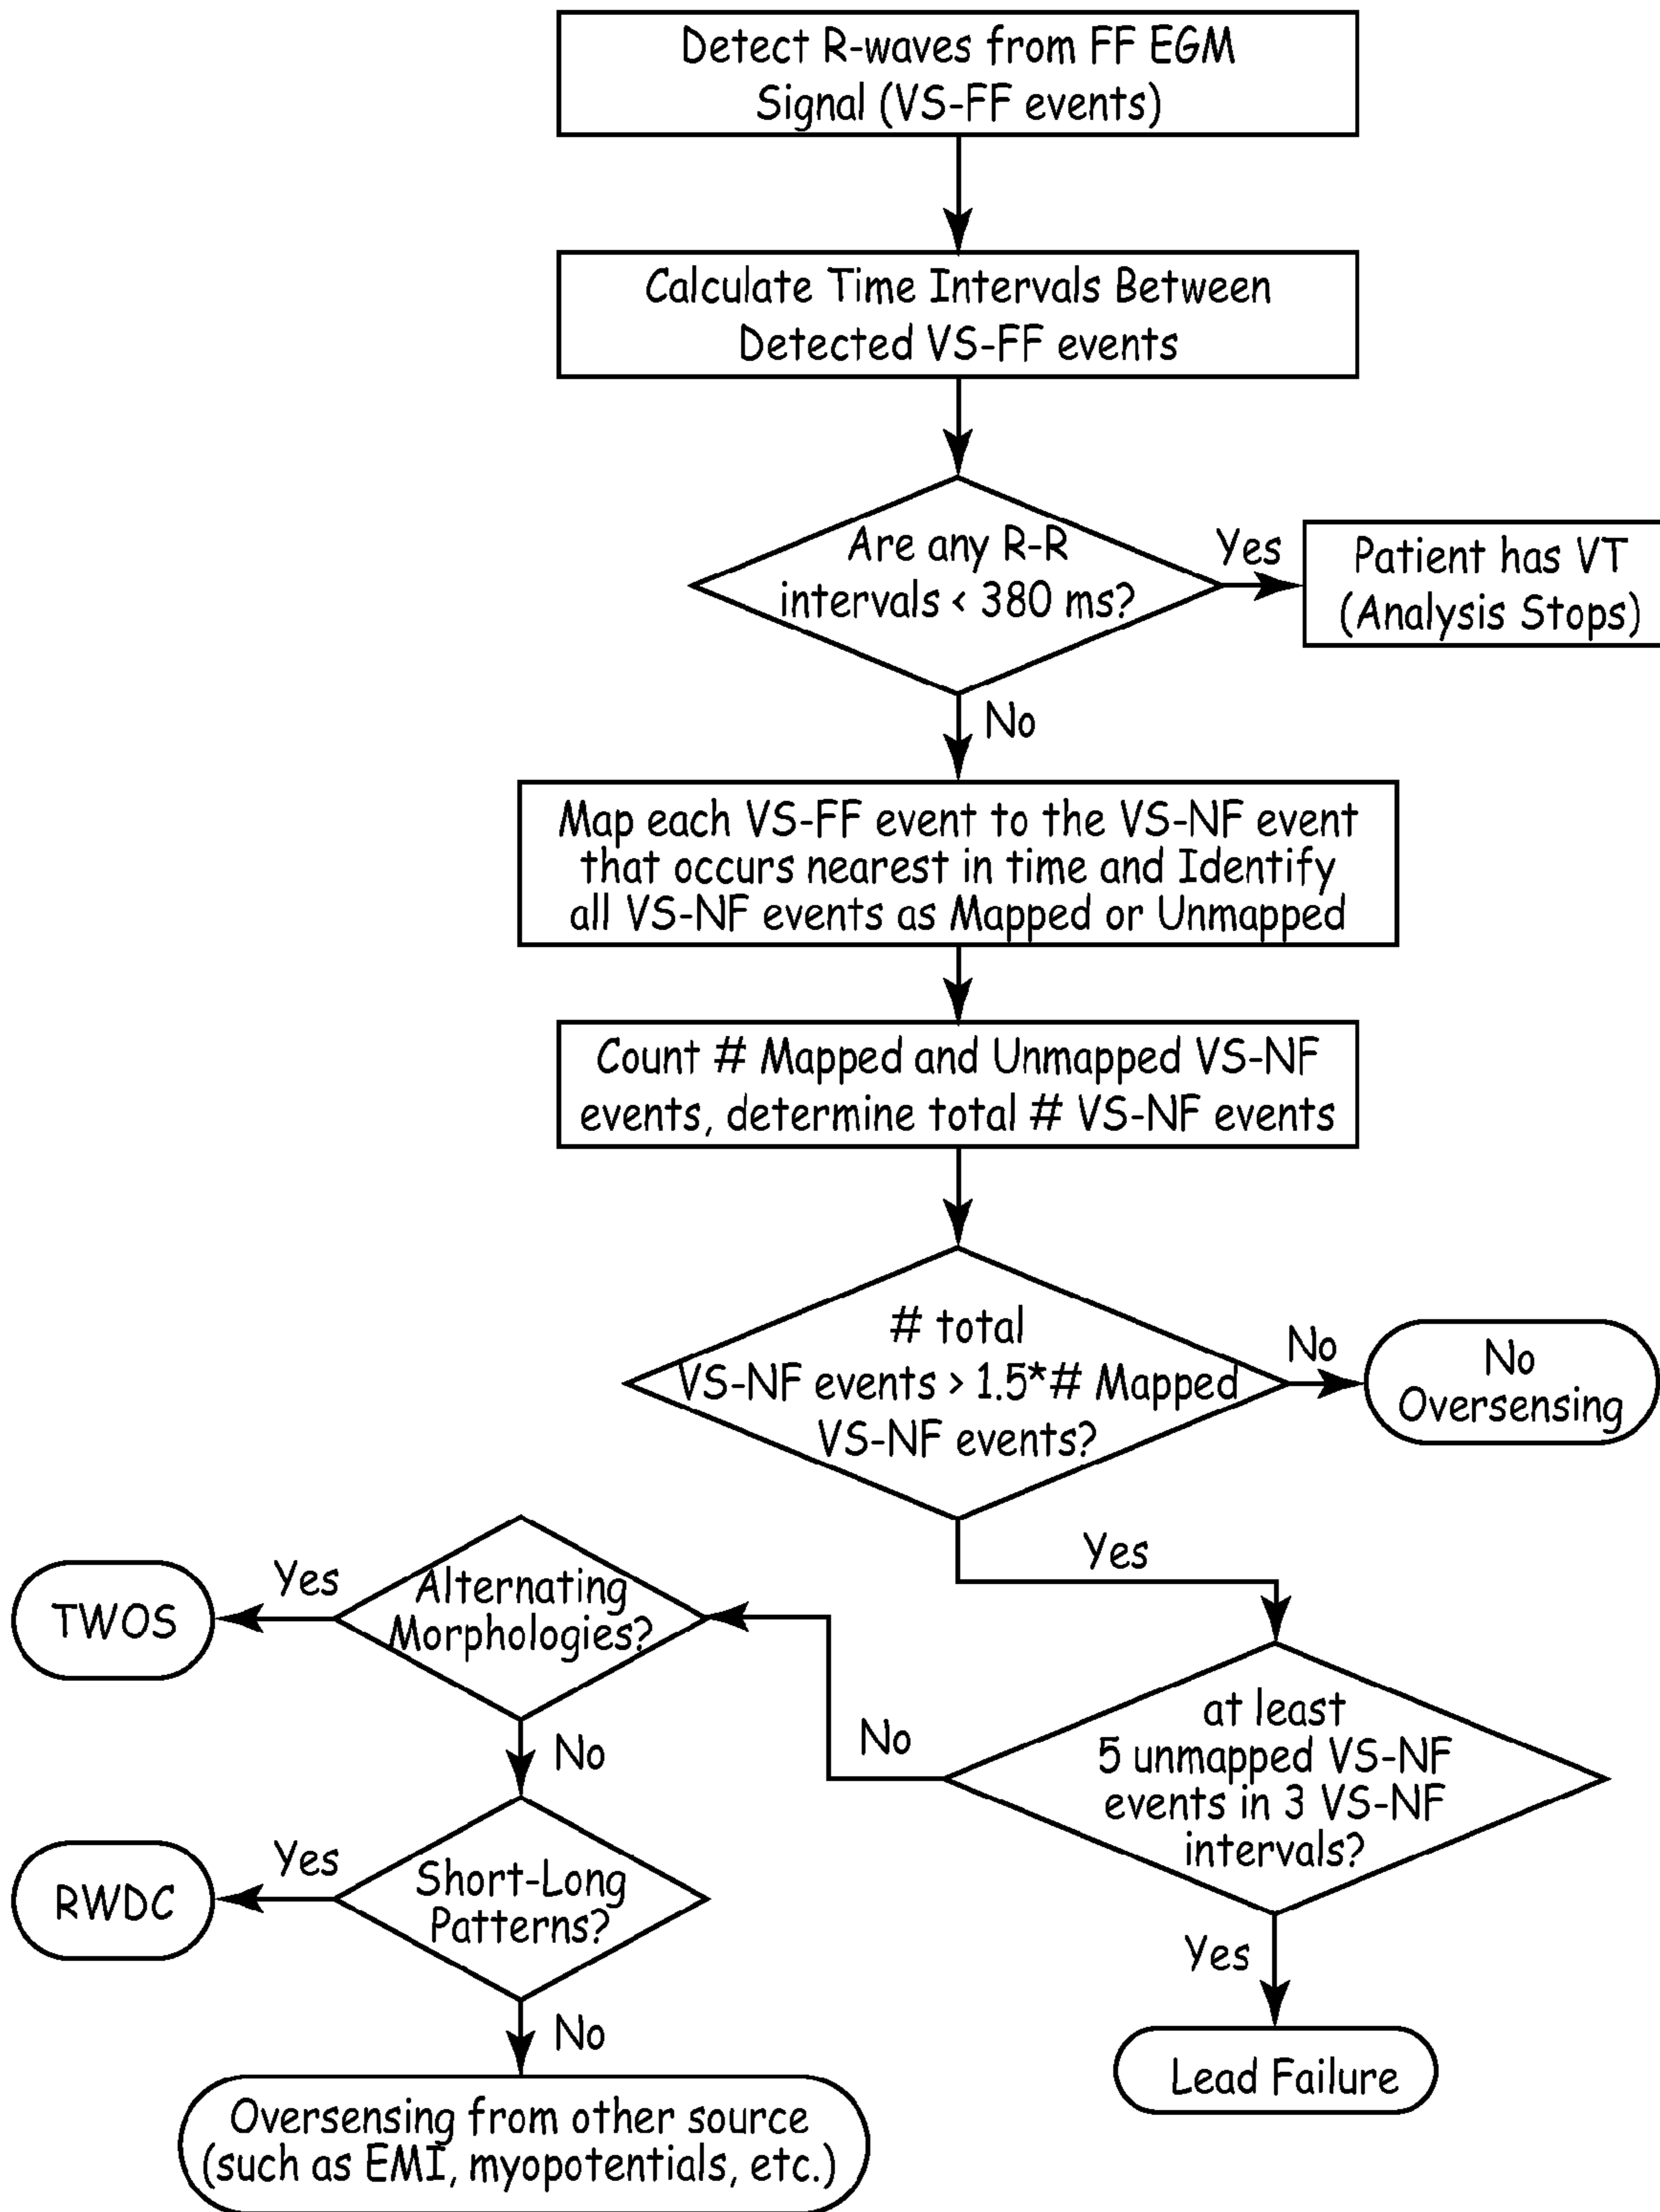 Detect R-waves from FF EGM
Signal (VS-FF events)
Calculate Time Intervals Between
Detected VS-FF events
Are any R-R
intervals < 380 ms?
Yes
Patient has VT
(Analysis Stops)
No
Map each VS-FF event to the VS-NF event
that occurs nearest in time and Identify
all VS-NF events as Mapped or Unmapped
Count # Mapped and Unmapped VS-NF
events, determine total # VS-NF events
# total
VS-NF events > 1.5*# Mapped
VS-NF events?
No
No
Oversensing
Yes
at least
5 unmapped VS-NF
events in 3 VS-NF
intervals?
No
Yes
Lead Failure
Alternating
Morphologies?
Yes
TWOS
No
Short-Long
Patterns?
Yes
RWDC
No
Oversensing from other source
(such as EMI, myopotentials, etc.)